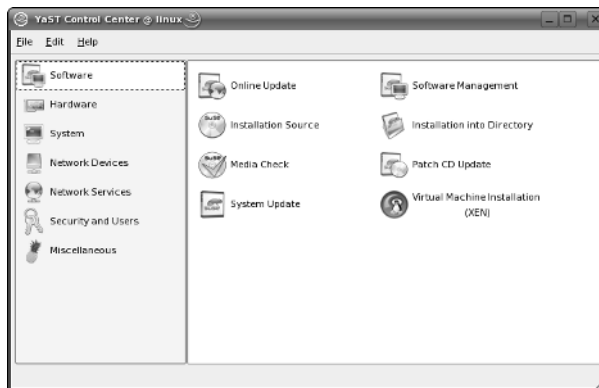 YaST Control Center @ linux
File Edit Help
Software
Hardware
System
Network Devices
Network Services
Security and Users
Miscellaneous
Online Update
Software Management
Installation Source
Installation into Directory
Media Check
Patch CD Update
System Update
Virtual Machine Installation
(XEN)